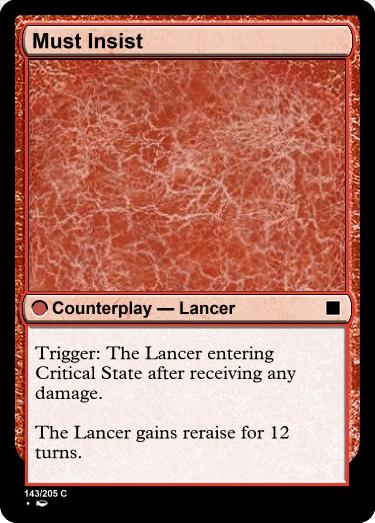 Must Insist
Counterplay — Lancer
Trigger: The Lancer entering
Critical State after receiving any
damage.
The Lancer gains reraise for 12
turns.
143/205 C